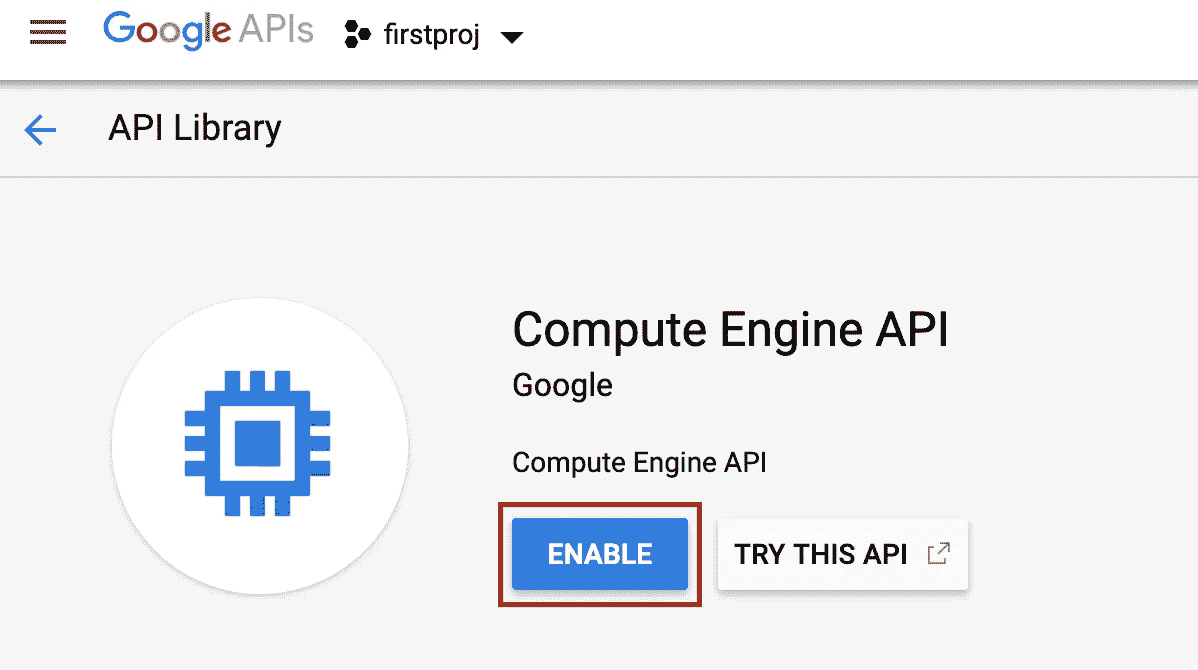 Google APIs firstproj
API Library
Compute Engine API
Google
Compute Engine API
ENABLE TRY THIS API